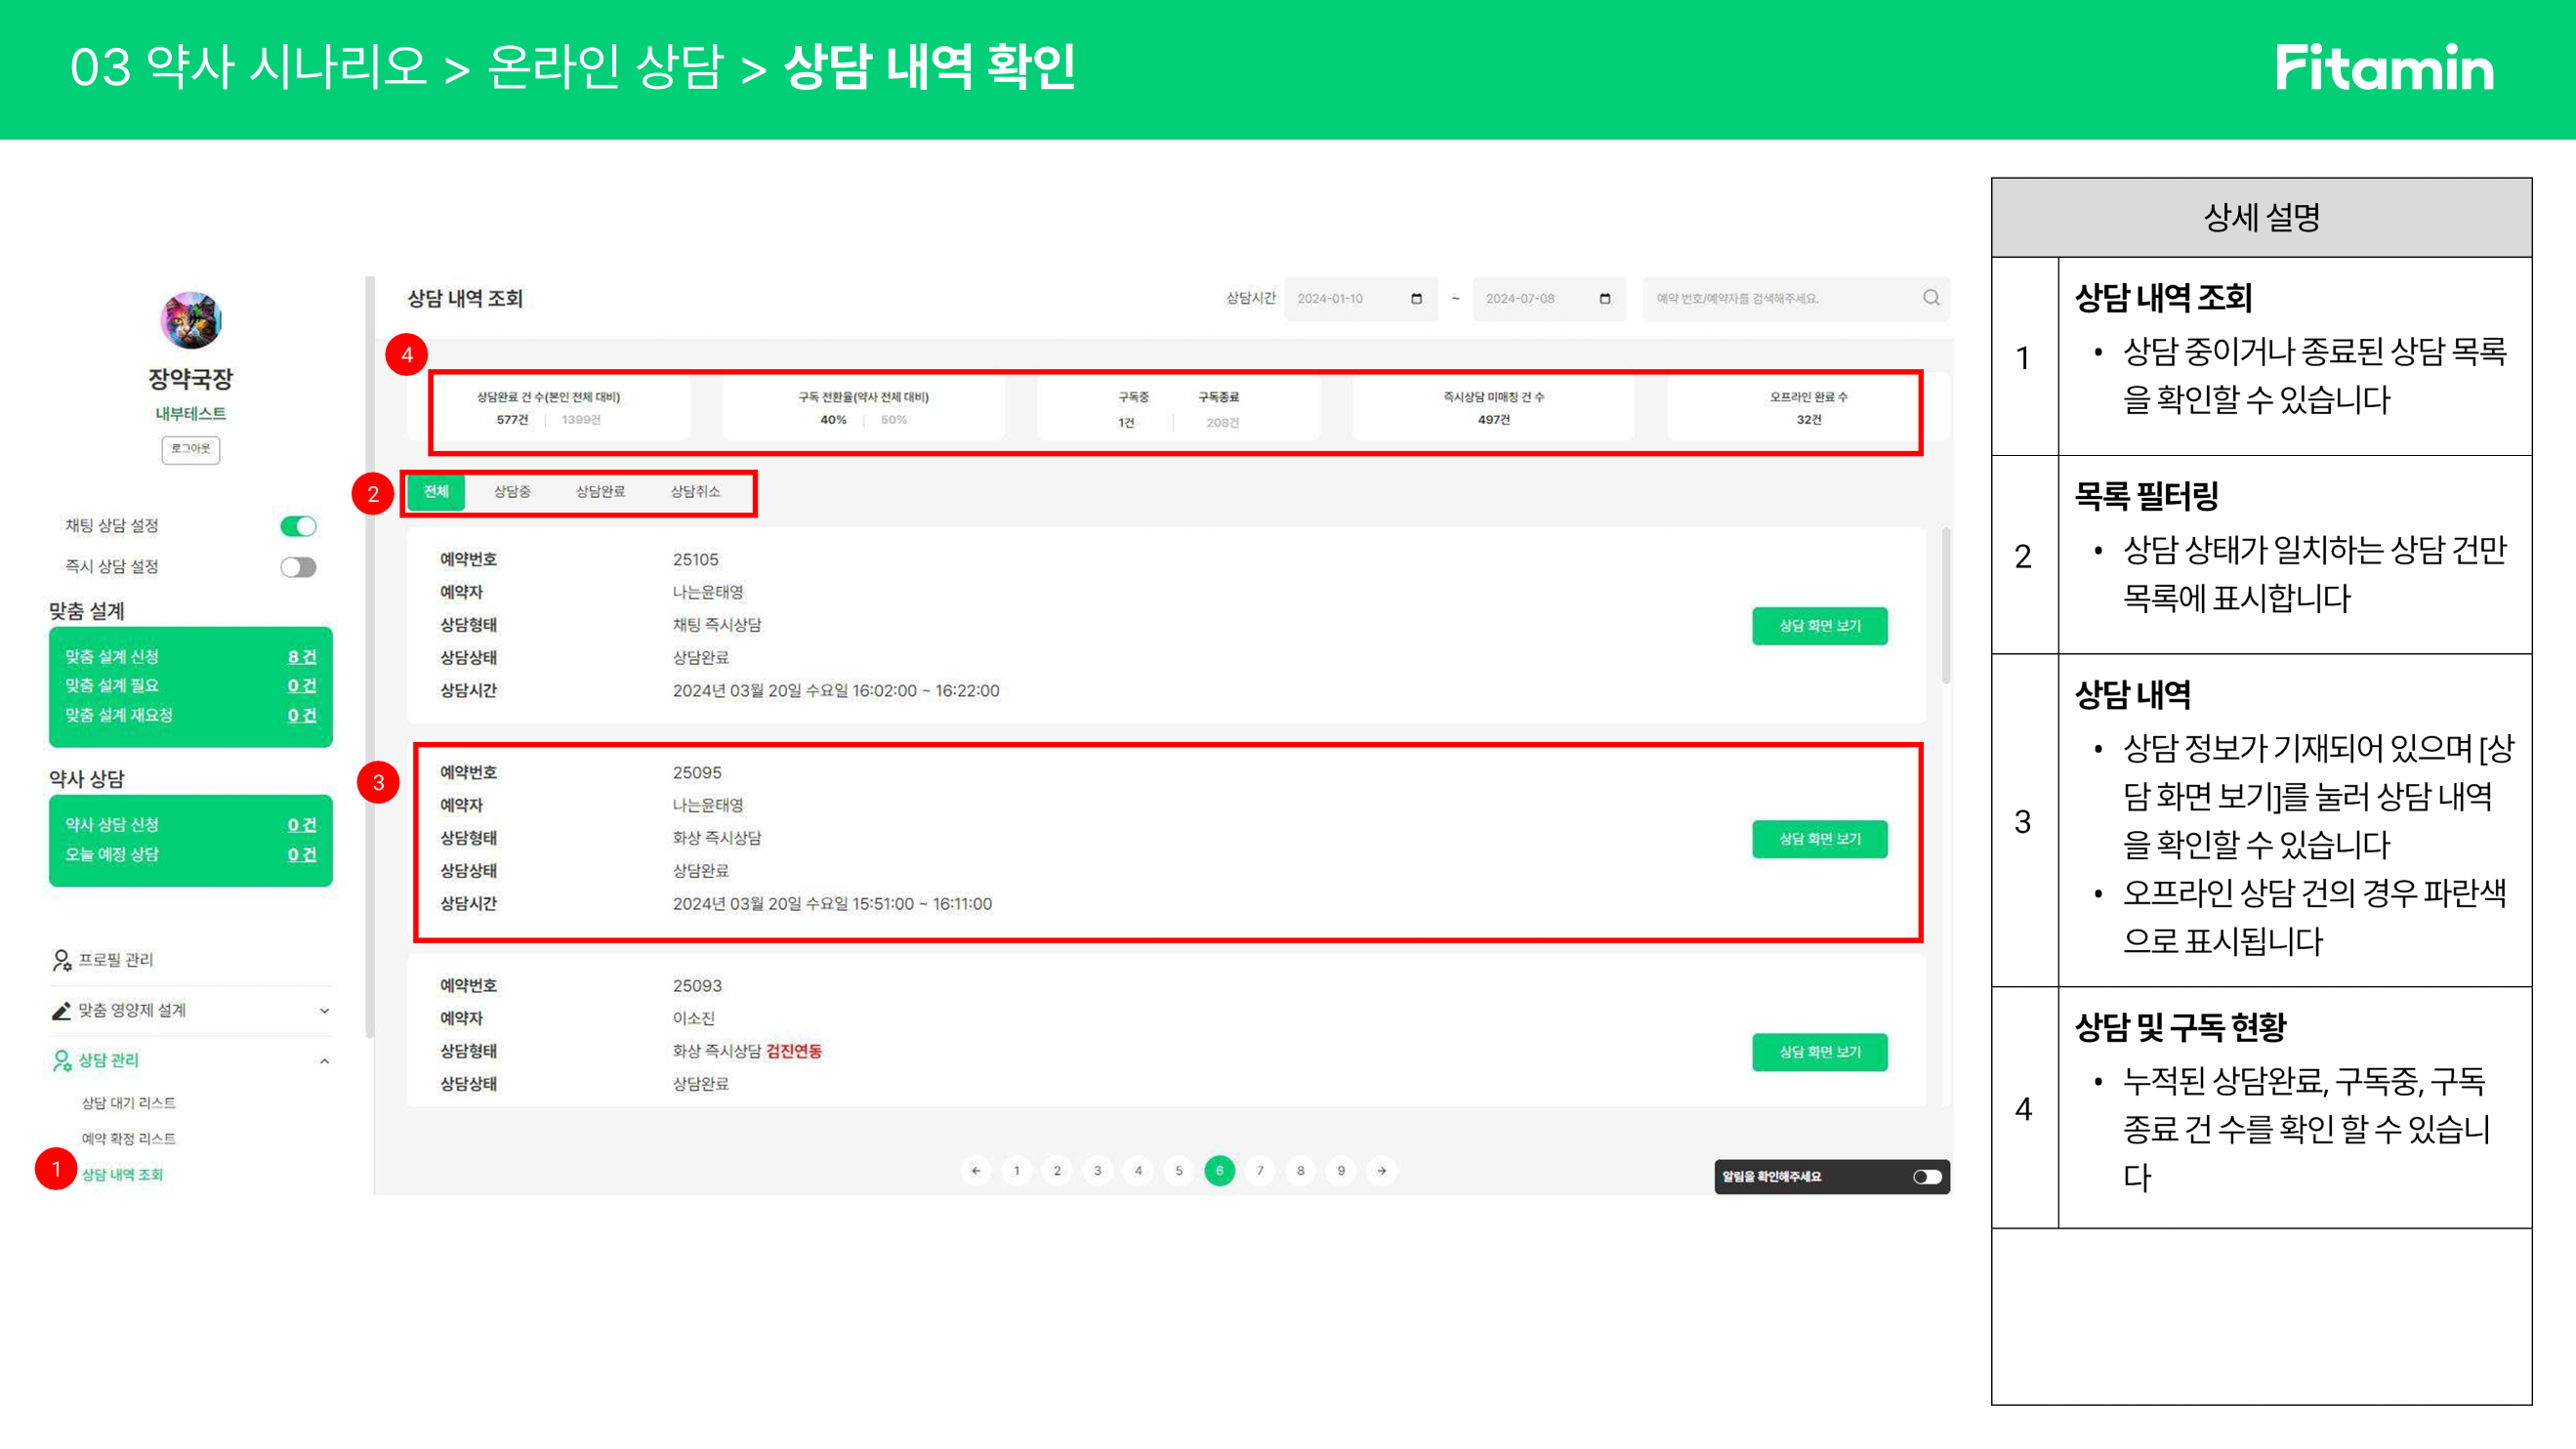 03 약사 시나리오 > 온라인 상담 > 상담 내역 확인
Fitamin
장약국장
내부테스트
로그아웃
채팅 상담 설정
즉시 상담 설정
맞춤 설계
맞춤 설계 신청 8 건
맞춤 설계 필요 0 건
맞춤 설계 재요청 0 건
약사 상담
약사 상담 신청 0 건
오늘 예정 상담 0 건
프로필 관리
맞춤 영양제 설계
상담 관리
상담 대기 리스트
예약 확정 리스트
1 상담 내역 조회
상담 내역 조회
상담시간 2024-01-10 ~ 2024-07-08 예약 번호/예약자를 검색해주세요.
4
상담완료 건 수(본인 전체 대비) 구독 전환율(약사 전체 대비) 구독중 구독종료 즉시상담 미매칭 건 수 오프라인 완료 수
577건 1399건 40% 50% 1건 208건 497건 32건
2 전체 상담중 상담완료 상담취소
예약번호 25105
예약자 나는윤태영
상담형태 채팅 즉시상담
상담 화면 보기
상담상태 상담완료
상담시간 2024년 03월 20일 수요일 16:02:00 ~ 16:22:00
3
예약번호 25095
예약자 나는윤태영
상담형태 화상 즉시상담
상담 화면 보기
상담상태 상담완료
상담시간 2024년 03월 20일 수요일 15:51:00 ~ 16:11:00
예약번호 25093
예약자 이소진
상담형태 화상 즉시상담 검진연동
상담 화면 보기
상담상태 상담완료
← 1 2 3 4 5 6 7 8 9 →
알림을 확인해주세요
상세 설명
1
상담 내역 조회
• 상담 중이거나 종료된 상담 목록
을 확인할 수 있습니다
2
목록 필터링
• 상담 상태가 일치하는 상담 건만
목록에 표시합니다
3
상담 내역
• 상담 정보가 기재되어 있으며 [상
담 화면 보기]를 눌러 상담 내역
을 확인할 수 있습니다
• 오프라인 상담 건의 경우 파란색
으로 표시됩니다
4
상담 및 구독 현황
• 누적된 상담완료, 구독중, 구독
종료 건 수를 확인 할 수 있습니
다